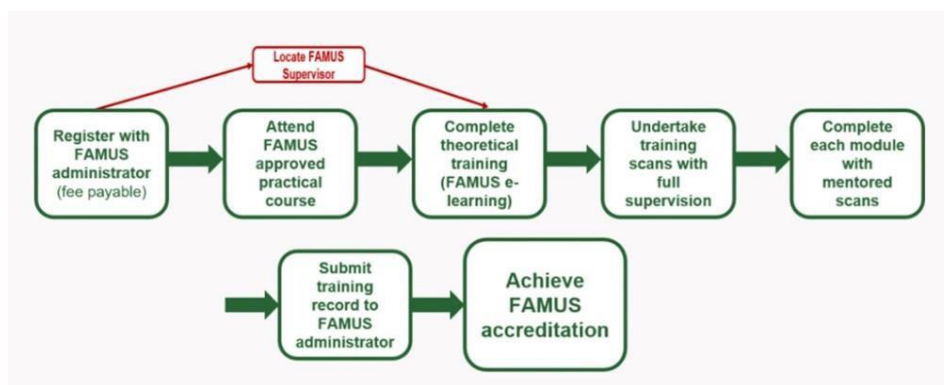 Locate FAMUS
Supervisor
Register with
FAMUS
administrator
(fee payable)
Attend
FAMUS
approved
practical
course
Complete
theoretical
training
(FAMUS e-
learning)
Undertake
training
scans with
full
supervision
Complete
each module
with
mentored
scans
Submit
training
record to
FAMUS
administrator
Achieve
FAMUS
accreditation